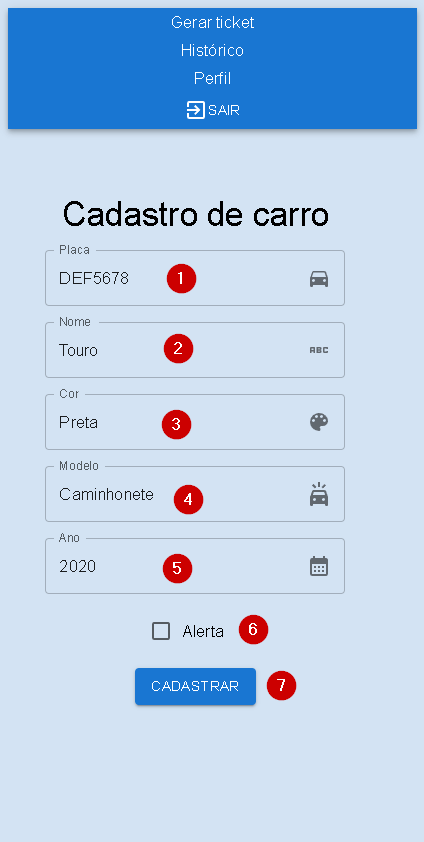 Gerar ticket
Histórico
Perfil
SAIR
Cadastro de carro
Placa
DEF5678 1
Nome
Touro 2 ABC
Cor
Preta 3
Modelo
Caminhonete 4
Ano
2020 5
Alerta 6
CADASTRAR 7